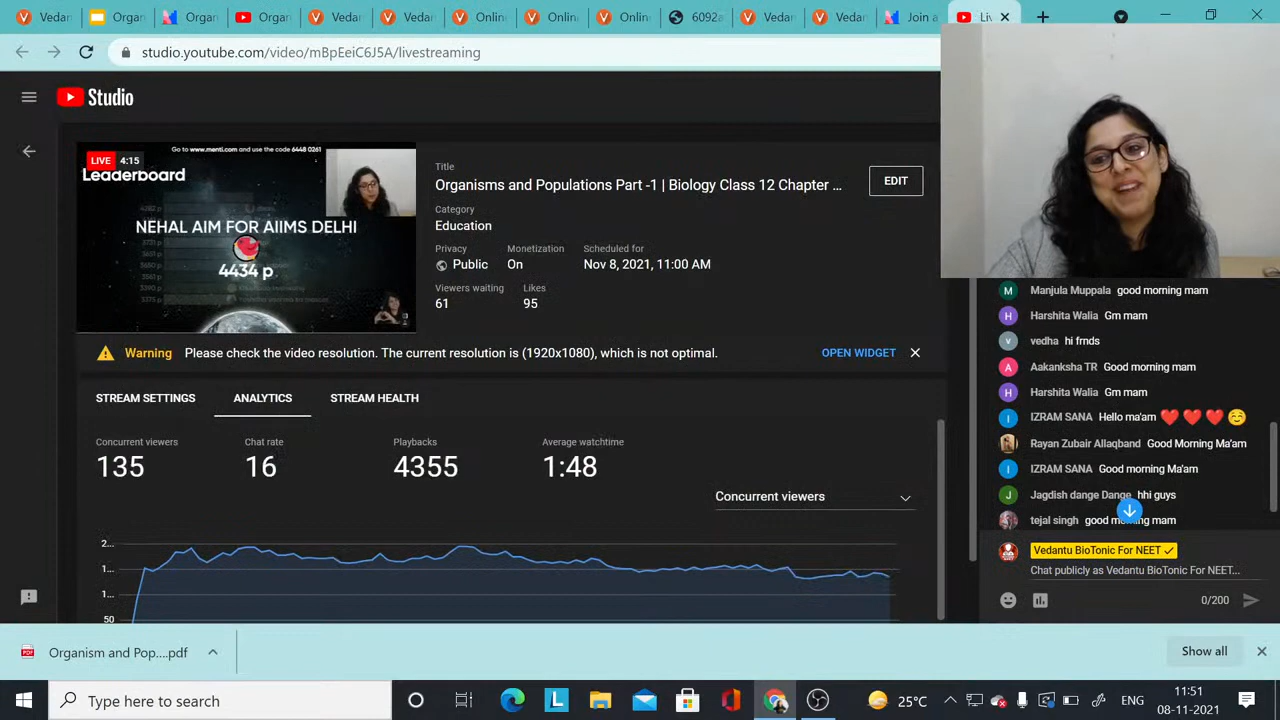 Vedan
Organ
Organ
Organ
Vedan
Vedan
Onlin
Onlin
Onlin
6092a
Vedan
Vedan
Join a
Liv
studio.youtube.com/video/mBpEeiC6J5A/livestreaming
Studio
Go to www.menti.com and use the code 6448 0261
LIVE 4:15
Leaderboard
NEHAL AIM FOR AIIMS DELHI
4434 p
Title
Organisms and Populations Part -1 | Biology Class 12 Chapter ...
EDIT
Category
Education
Privacy
Public
Monetization
On
Scheduled for
Nov 8, 2021, 11:00 AM
Viewers waiting
61
Likes
95
Warning Please check the video resolution. The current resolution is (1920x1080), which is not optimal.
OPEN WIDGET
STREAM SETTINGS
ANALYTICS
STREAM HEALTH
Concurrent viewers
135
Chat rate
16
Playbacks
4355
Average watchtime
1:48
Concurrent viewers
2...
1...
1...
50
M Manjula Muppala good morning mam
H Harshita Walia Gm mam
v vedha hi frnds
A Aakanksha TR Good morning mam
H Harshita Walia Gm mam
I IZRAM SANA Hello ma'am ❤️❤️❤️☺️
Rayan Zubair Allaqband Good Morning Ma'am
I IZRAM SANA Good morning Ma'am
J Jagdish dange Dange hhi guys
tejal singh good morning mam
Vedantu BioTonic For NEET ✓
Chat publicly as Vedantu BioTonic For NEET...
0/200
PDF Organism and Pop....pdf
Show all
Type here to search
L
25°C
ENG
11:51
08-11-2021